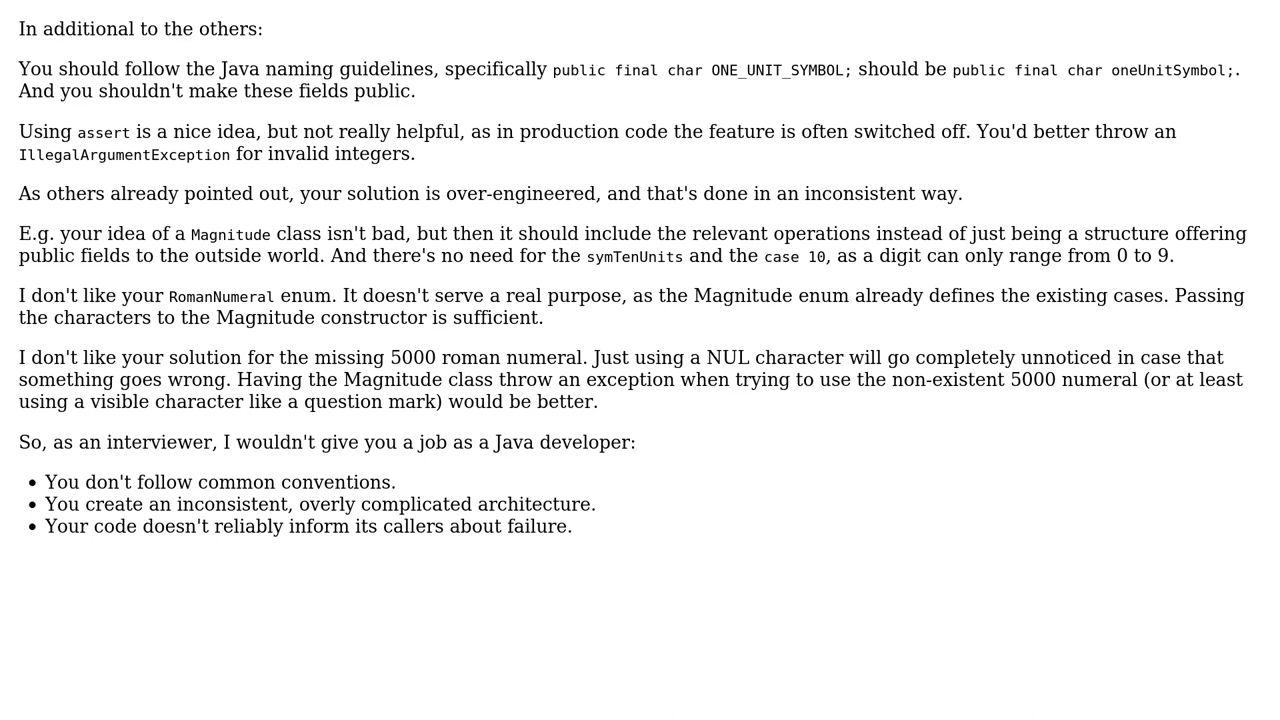 In additional to the others:
You should follow the Java naming guidelines, specifically public final char ONE_UNIT_SYMBOL; should be public final char oneUnitSymbol;.
And you shouldn't make these fields public.
Using assert is a nice idea, but not really helpful, as in production code the feature is often switched off. You'd better throw an
IllegalArgumentException for invalid integers.
As others already pointed out, your solution is over-engineered, and that's done in an inconsistent way.
E.g. your idea of a Magnitude class isn't bad, but then it should include the relevant operations instead of just being a structure offering
public fields to the outside world. And there's no need for the symTenUnits and the case 10, as a digit can only range from 0 to 9.
I don't like your RomanNumeral enum. It doesn't serve a real purpose, as the Magnitude enum already defines the existing cases. Passing
the characters to the Magnitude constructor is sufficient.
I don't like your solution for the missing 5000 roman numeral. Just using a NUL character will go completely unnoticed in case that
something goes wrong. Having the Magnitude class throw an exception when trying to use the non-existent 5000 numeral (or at least
using a visible character like a question mark) would be better.
So, as an interviewer, I wouldn't give you a job as a Java developer:
• You don't follow common conventions.
• You create an inconsistent, overly complicated architecture.
• Your code doesn't reliably inform its callers about failure.